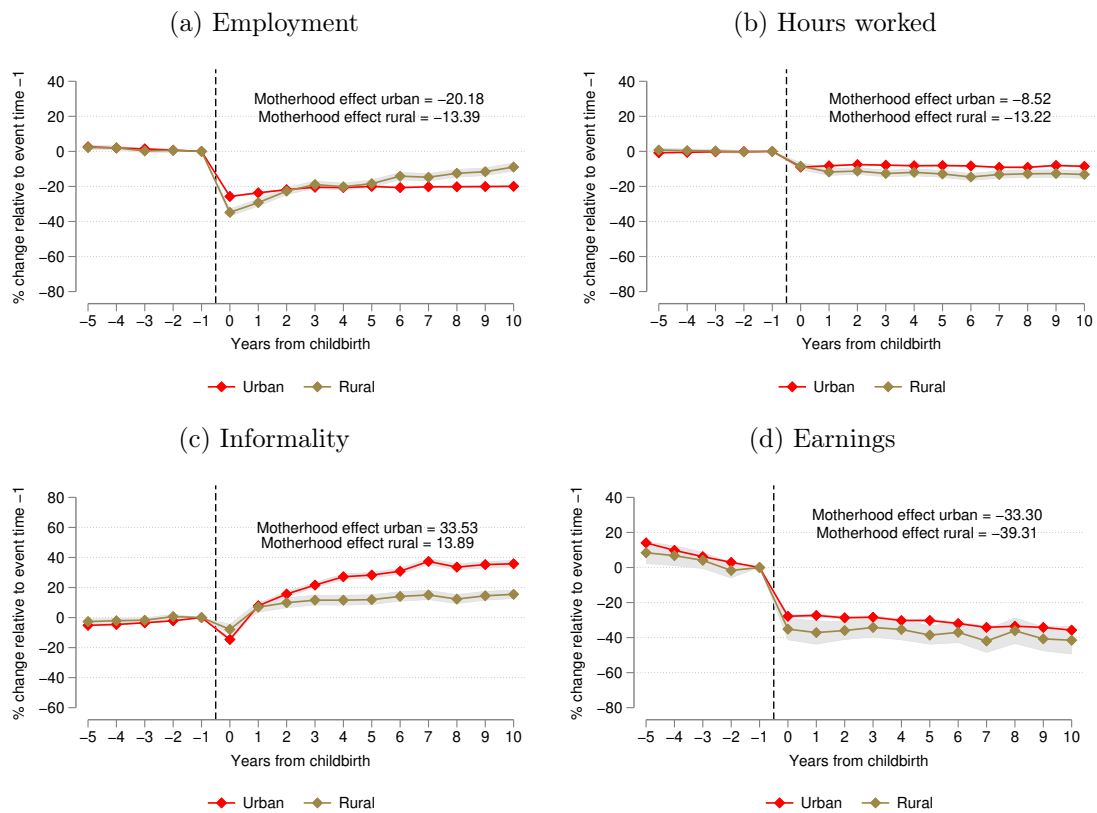 (a) Employment
% change relative to event time −1
40
20
0
−20
−40
−60
−80
Motherhood effect urban = −20.18
Motherhood effect rural = −13.39
−5 −4 −3 −2 −1 0 1 2 3 4 5 6 7 8 9 10
Years from childbirth
Urban Rural
(b) Hours worked
% change relative to event time −1
40
20
0
−20
−40
−60
−80
Motherhood effect urban = −8.52
Motherhood effect rural = −13.22
−5 −4 −3 −2 −1 0 1 2 3 4 5 6 7 8 9 10
Years from childbirth
Urban Rural
(c) Informality
% change relative to event time −1
80
60
40
20
0
−20
−40
−60
Motherhood effect urban = 33.53
Motherhood effect rural = 13.89
−5 −4 −3 −2 −1 0 1 2 3 4 5 6 7 8 9 10
Years from childbirth
Urban Rural
(d) Earnings
% change relative to event time −1
40
20
0
−20
−40
−60
−80
Motherhood effect urban = −33.30
Motherhood effect rural = −39.31
−5 −4 −3 −2 −1 0 1 2 3 4 5 6 7 8 9 10
Years from childbirth
Urban Rural